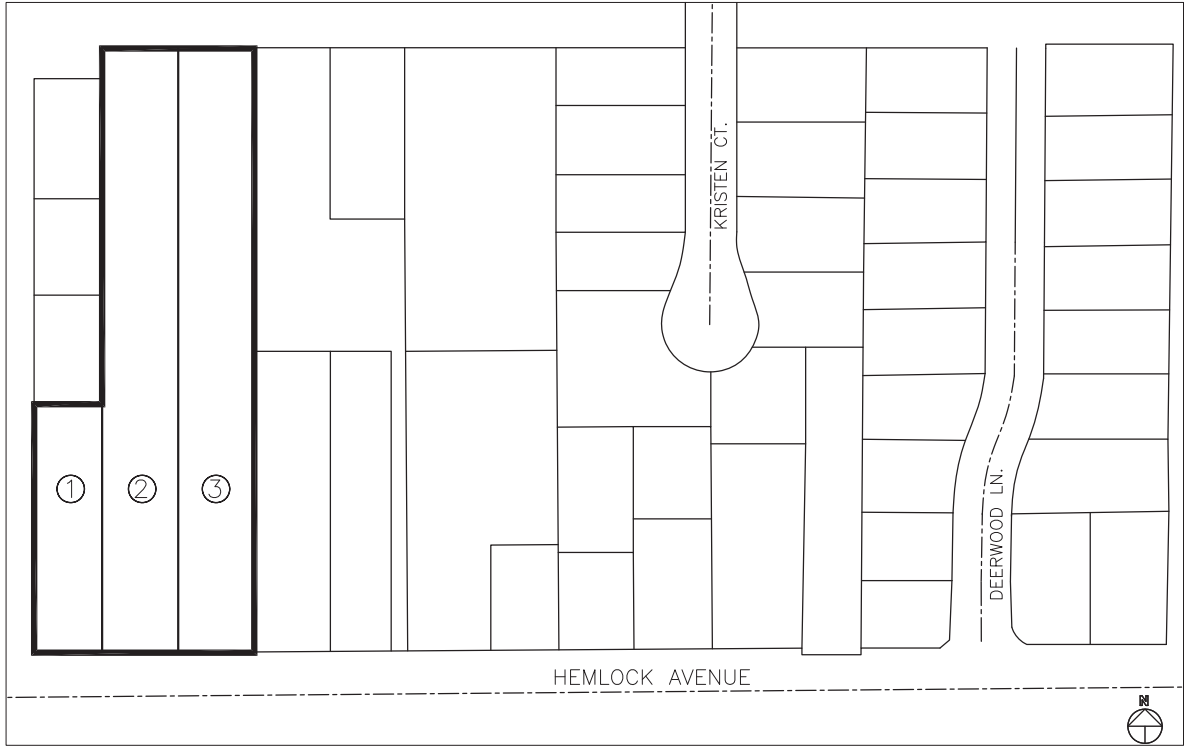 KRISTEN CT.
① ② ③
DEERWOOD LN.
HEMLOCK AVENUE
N